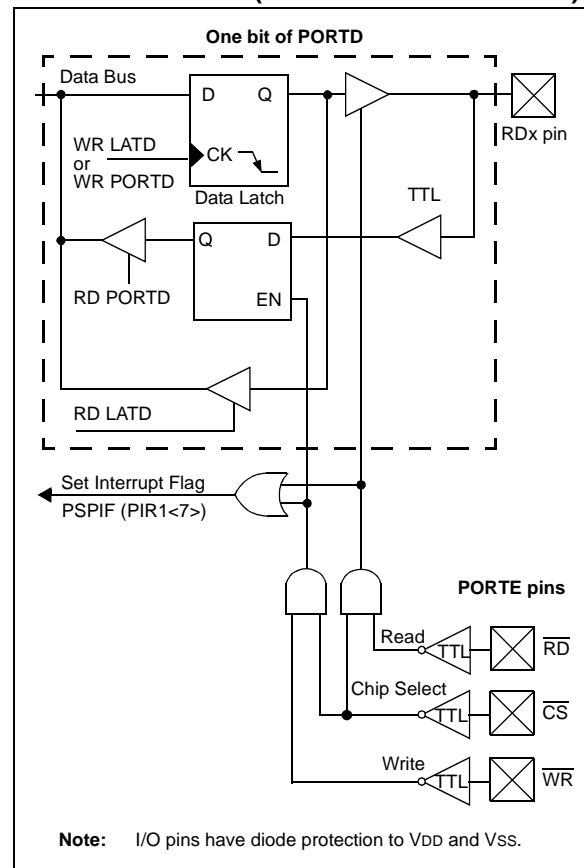 One bit of PORTD
Data Bus
D Q
WR LATD
or
WR PORTD
CK
Data Latch
RDx pin
TTL
Q D
EN
RD PORTD
RD LATD
Set Interrupt Flag
PSPIF (PIR1<7>)
PORTE pins
Read
TTL
RD
Chip Select
TTL
CS
Write
TTL
WR
Note: I/O pins have diode protection to VDD and VSS.